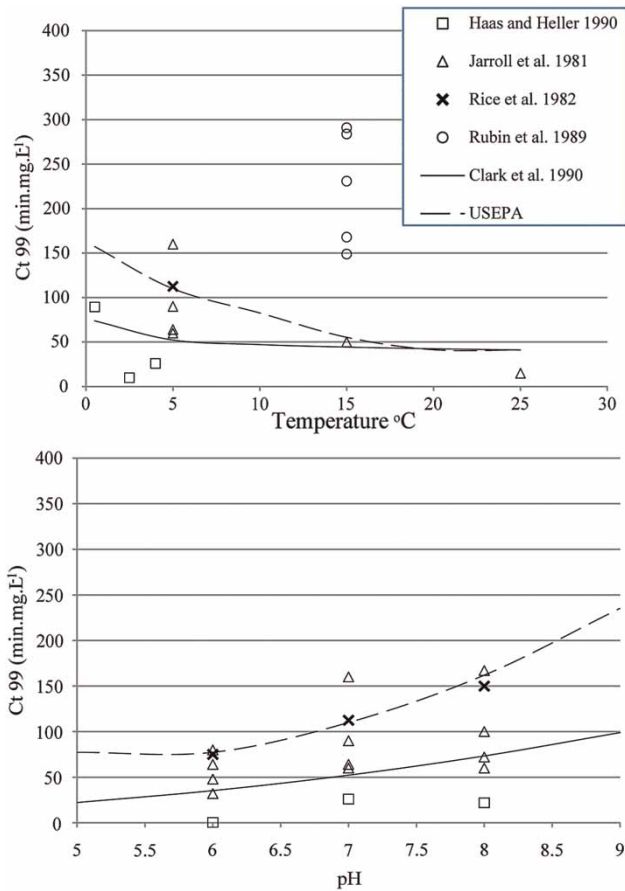 Haas and Heller 1990
Jarroll et al. 1981
Rice et al. 1982
Rubin et al. 1989
Clark et al. 1990
USEPA
Ct 99 (min.mg.L-1)
400
350
300
250
200
150
100
50
0
0 5 10 15 20 25 30
Temperature oC
Ct 99 (min.mg.L-1)
400
350
300
250
200
150
100
50
0
5 5.5 6 6.5 7 7.5 8 8.5 9
pH